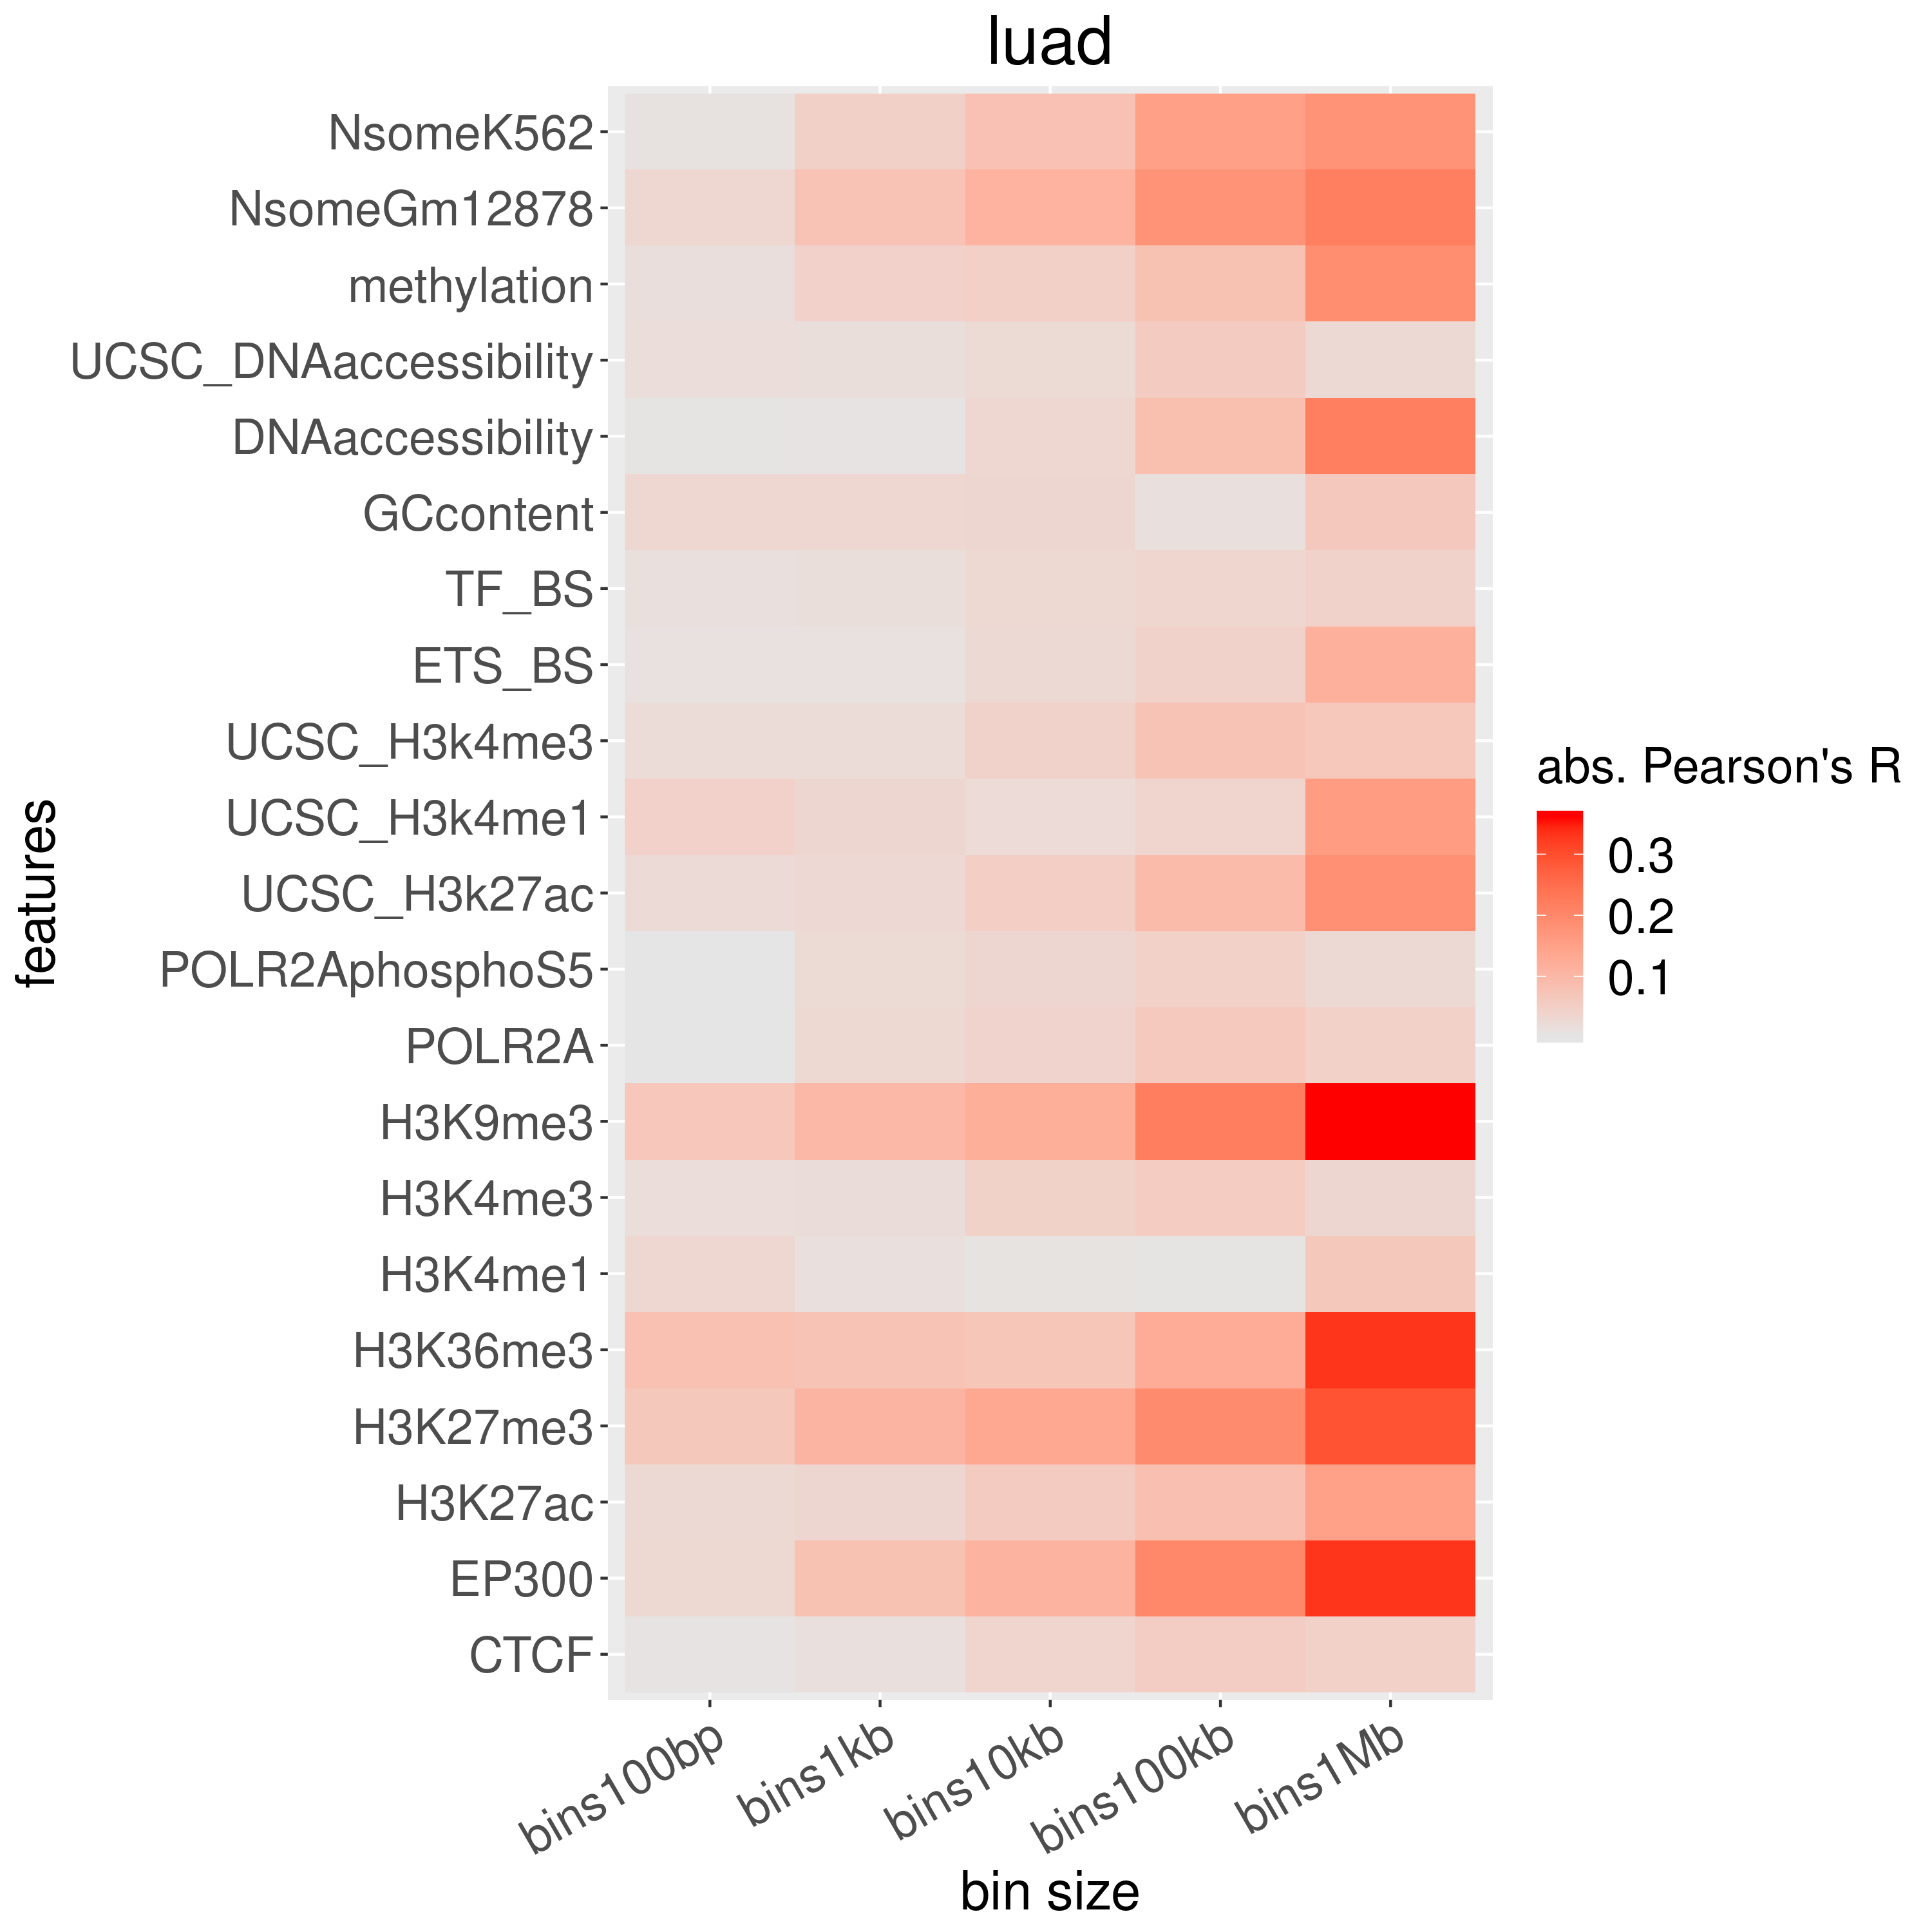 luad
NsomeK562
NsomeGm12878
methylation
UCSC_DNAaccessibility
DNAaccessibility
GCcontent
TF_BS
ETS_BS
UCSC_H3k4me3
UCSC_H3k4me1
UCSC_H3k27ac
POLR2AphosphoS5
POLR2A
H3K9me3
H3K4me3
H3K4me1
H3K36me3
H3K27me3
H3K27ac
EP300
CTCF
features
bins100bp
bins1kb
bins10kb
bins100kb
bins1Mb
bin size
abs. Pearson's R
0.3
0.2
0.1